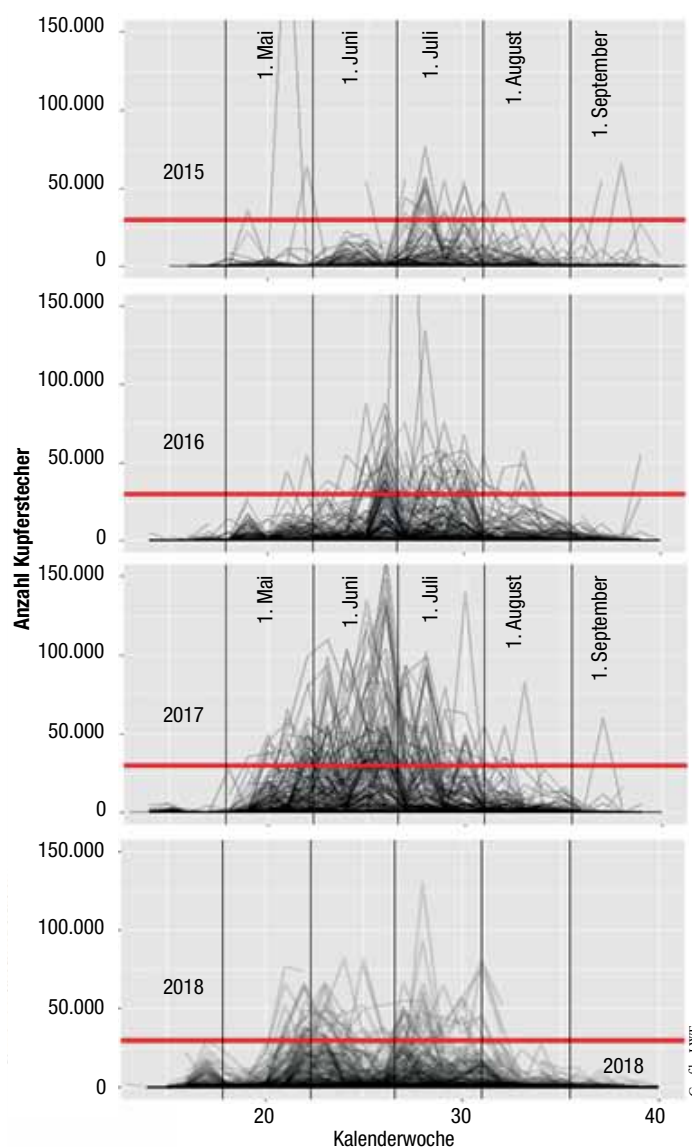 Anzahl Kupferstecher
150.000
100.000
50.000
0
2015
1. Mai
1. Juni
1. Juli
1. August
1. September
150.000
100.000
50.000
0
2016
150.000
100.000
50.000
0
2017
1. Mai
1. Juni
1. Juli
1. August
1. September
150.000
100.000
50.000
0
2018
2018
20
30
40
Kalenderwoche